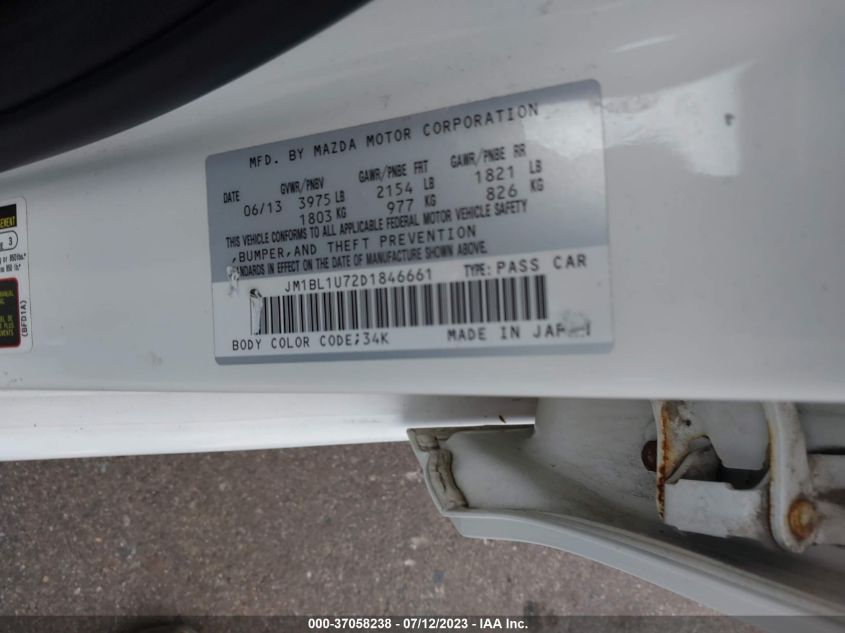 MFD. BY MAZDA MOTOR CORPORATION
DATE GVWR/PNBV GAWR/PNBE FRT GAWR/PNBE RR
06/13 3975 LB 2154 LB 1821 LB
1803 KG 977 KG 826 KG
THIS VEHICLE CONFORMS TO ALL APPLICABLE FEDERAL MOTOR VEHICLE SAFETY
,BUMPER,AND THEFT PREVENTION
STANDARDS IN EFFECT ON THE DATE OF MANUFACTURE SHOWN ABOVE.
JM1BL1U72D1846661 TYPE: PASS CAR
BODY COLOR CODE;34K MADE IN JAPAN
3
(BFD1A)
000-37058238 - 07/12/2023 - IAA Inc.